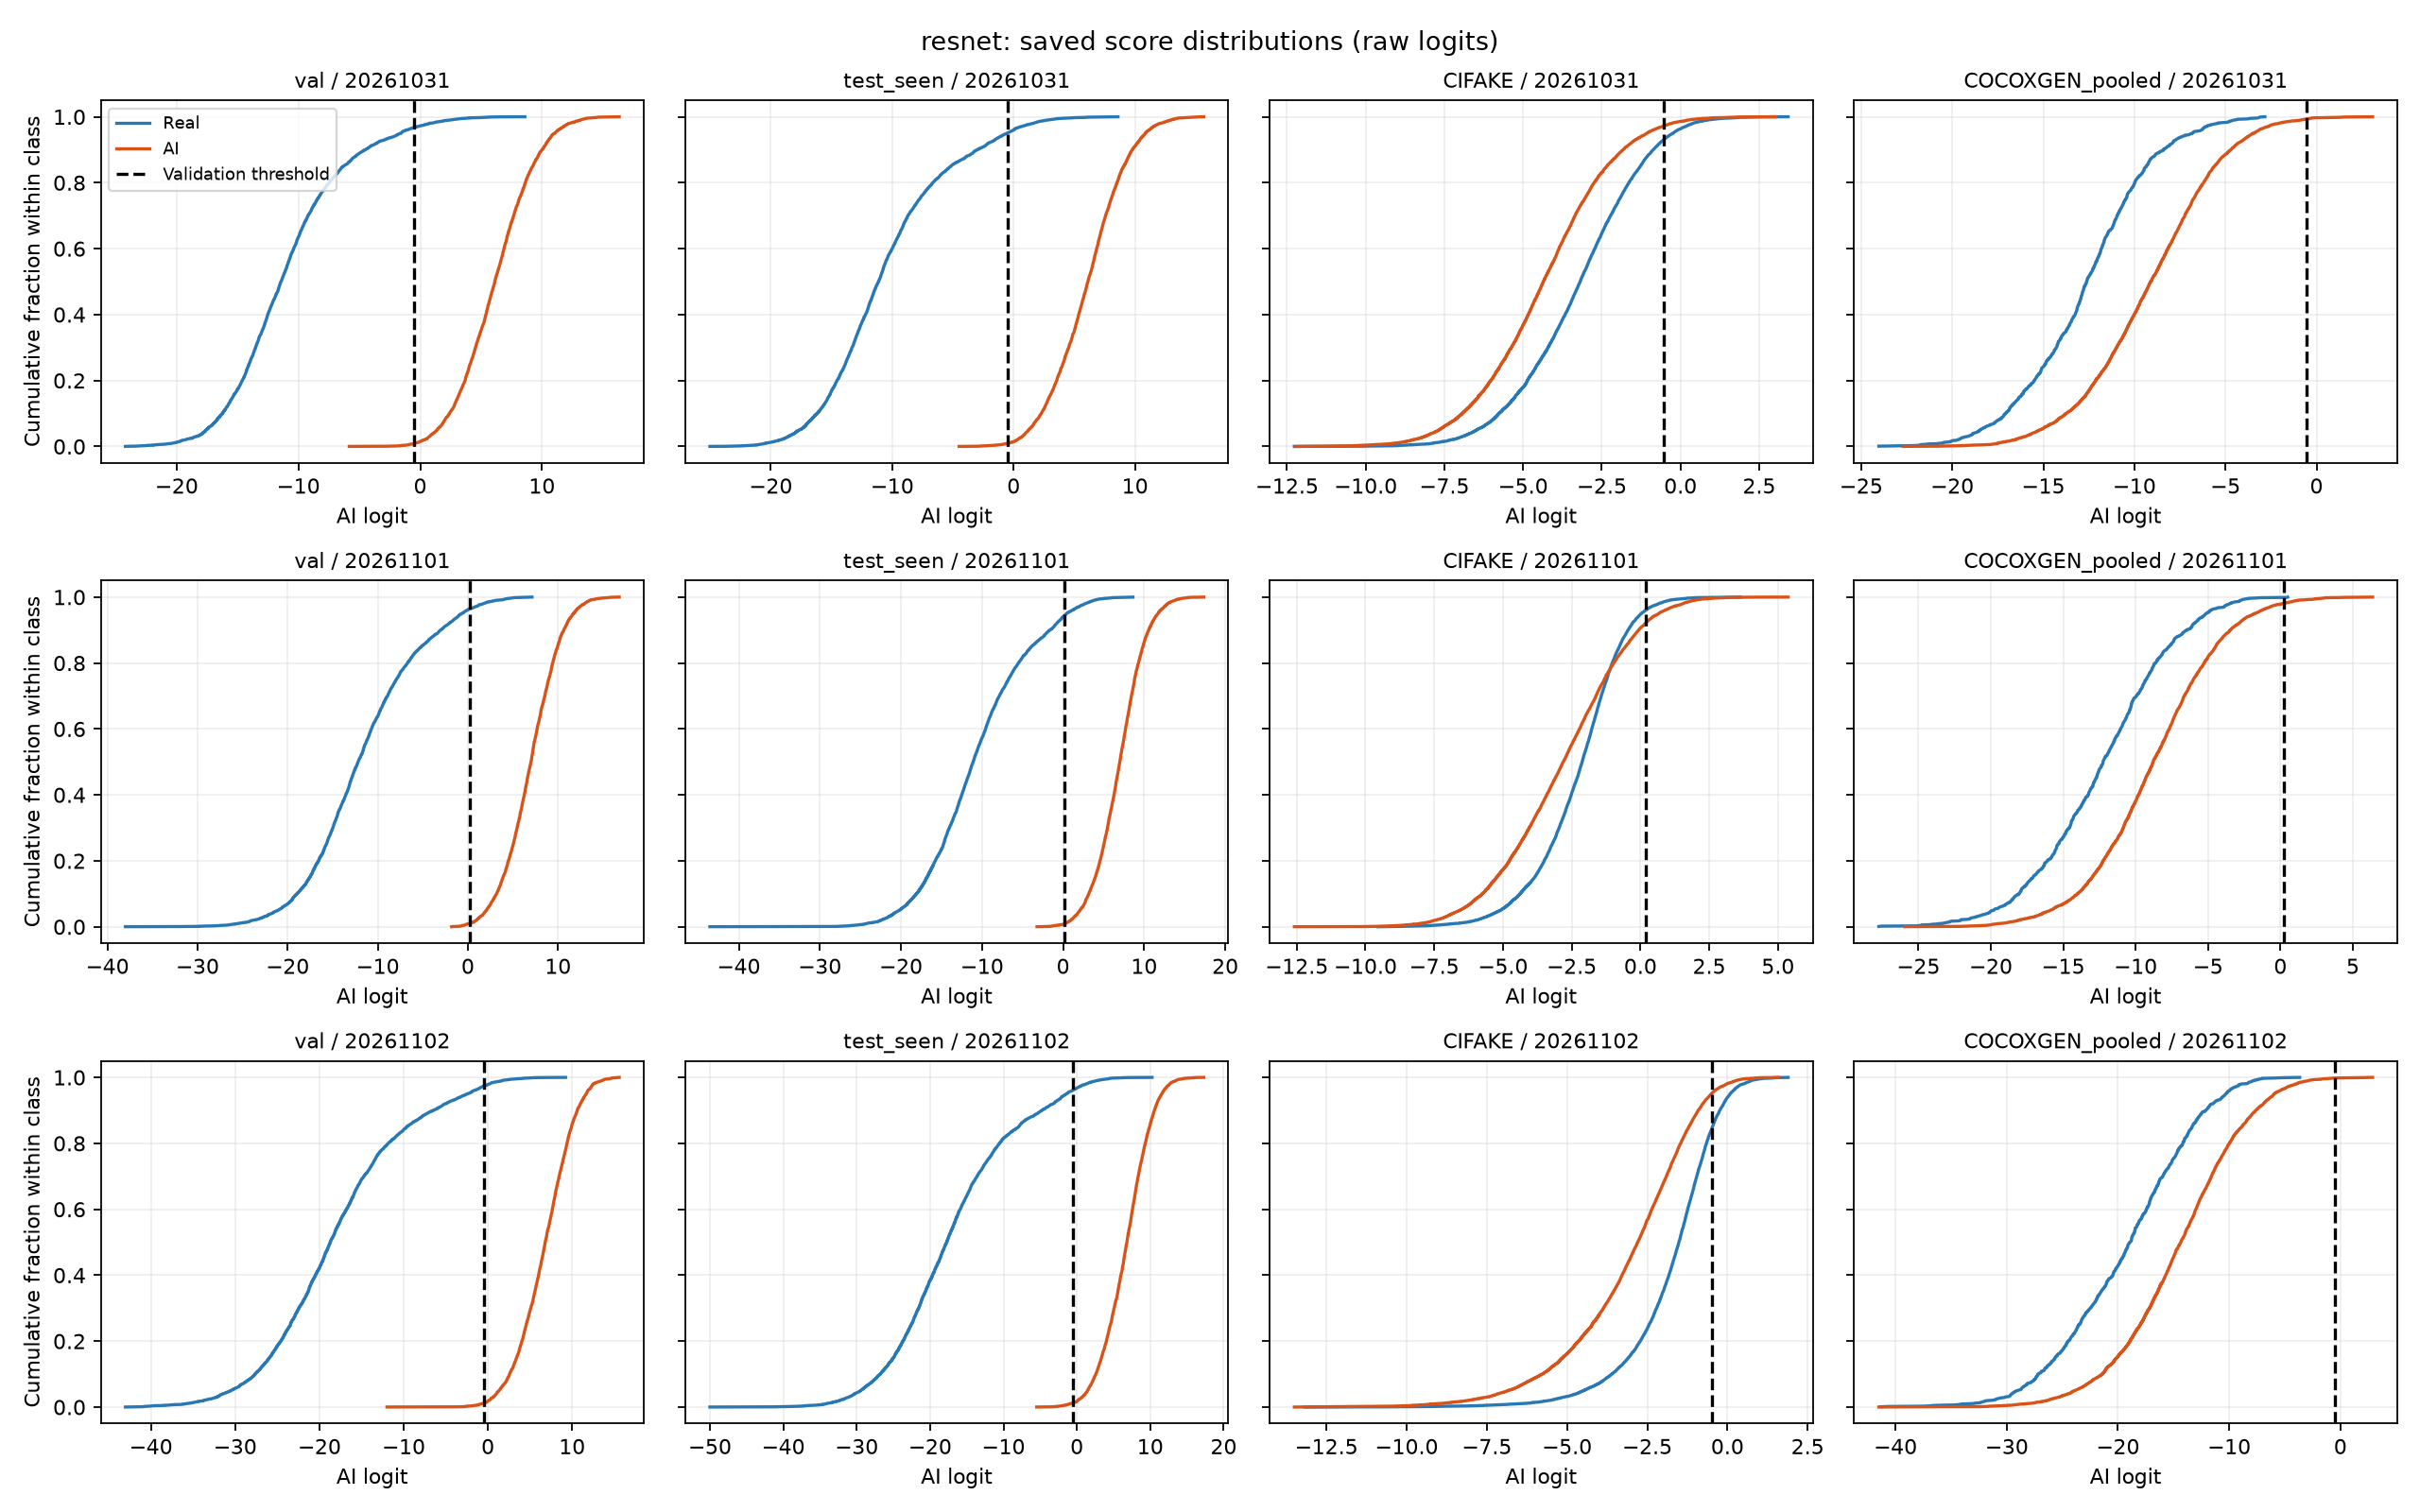 resnet: saved score distributions (raw logits)
val / 20261031
test_seen / 20261031
CIFAKE / 20261031
COCOXGEN_pooled / 20261031
Real
AI
Validation threshold
Cumulative fraction within class
1.0
0.8
0.6
0.4
0.2
0.0
−20 −10 0 10
−20 −10 0 10
−12.5 −10.0 −7.5 −5.0 −2.5 0.0 2.5
−25 −20 −15 −10 −5 0
AI logit
AI logit
AI logit
AI logit
val / 20261101
test_seen / 20261101
CIFAKE / 20261101
COCOXGEN_pooled / 20261101
Cumulative fraction within class
1.0
0.8
0.6
0.4
0.2
0.0
−40 −30 −20 −10 0 10
−40 −30 −20 −10 0 10 20
−12.5 −10.0 −7.5 −5.0 −2.5 0.0 2.5 5.0
−25 −20 −15 −10 −5 0 5
AI logit
AI logit
AI logit
AI logit
val / 20261102
test_seen / 20261102
CIFAKE / 20261102
COCOXGEN_pooled / 20261102
Cumulative fraction within class
1.0
0.8
0.6
0.4
0.2
0.0
−40 −30 −20 −10 0 10
−50 −40 −30 −20 −10 0 10 20
−12.5 −10.0 −7.5 −5.0 −2.5 0.0 2.5
−40 −30 −20 −10 0
AI logit
AI logit
AI logit
AI logit